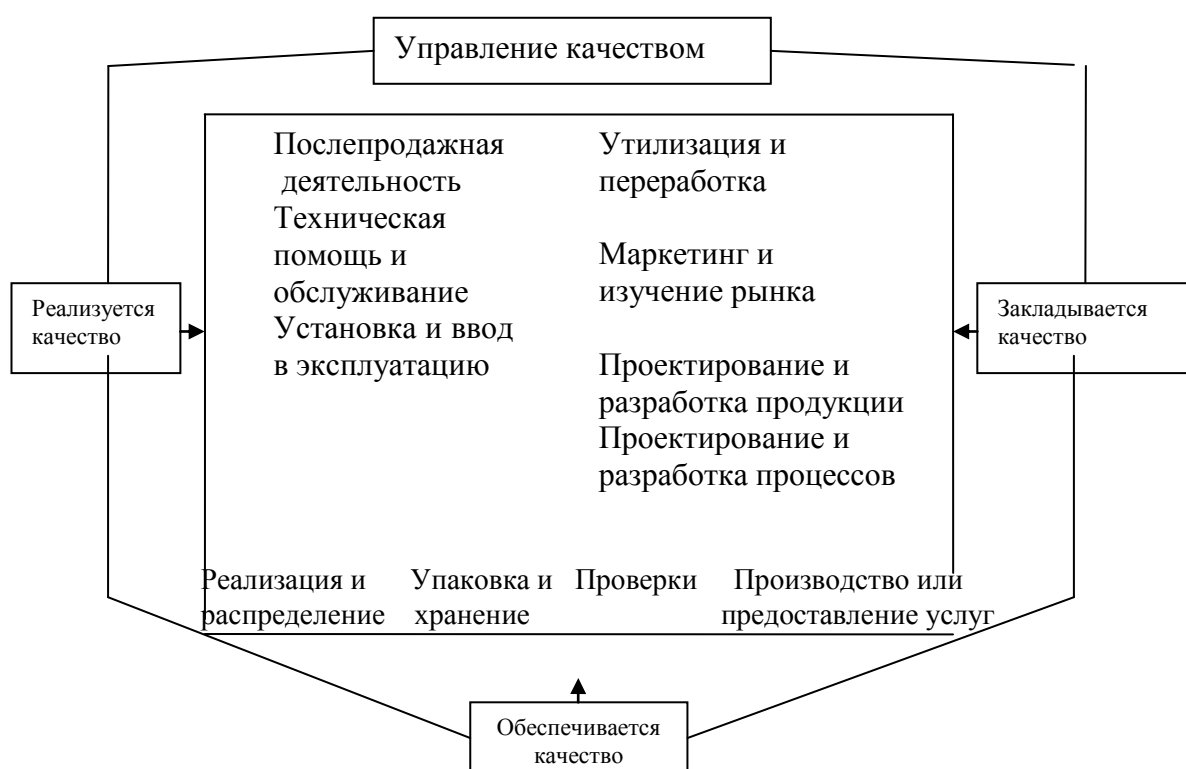 Управление качеством
Послепродажная
деятельность
Техническая
помощь и
обслуживание
Установка и ввод
в эксплуатацию
Утилизация и
переработка
Маркетинг и
изучение рынка
Проектирование и
разработка продукции
Проектирование и
разработка процессов
Реализуется
качество
Закладывается
качество
Реализация и
распределение
Упаковка и
хранение
Проверки
Производство или
предоставление услуг
Обеспечивается
качество